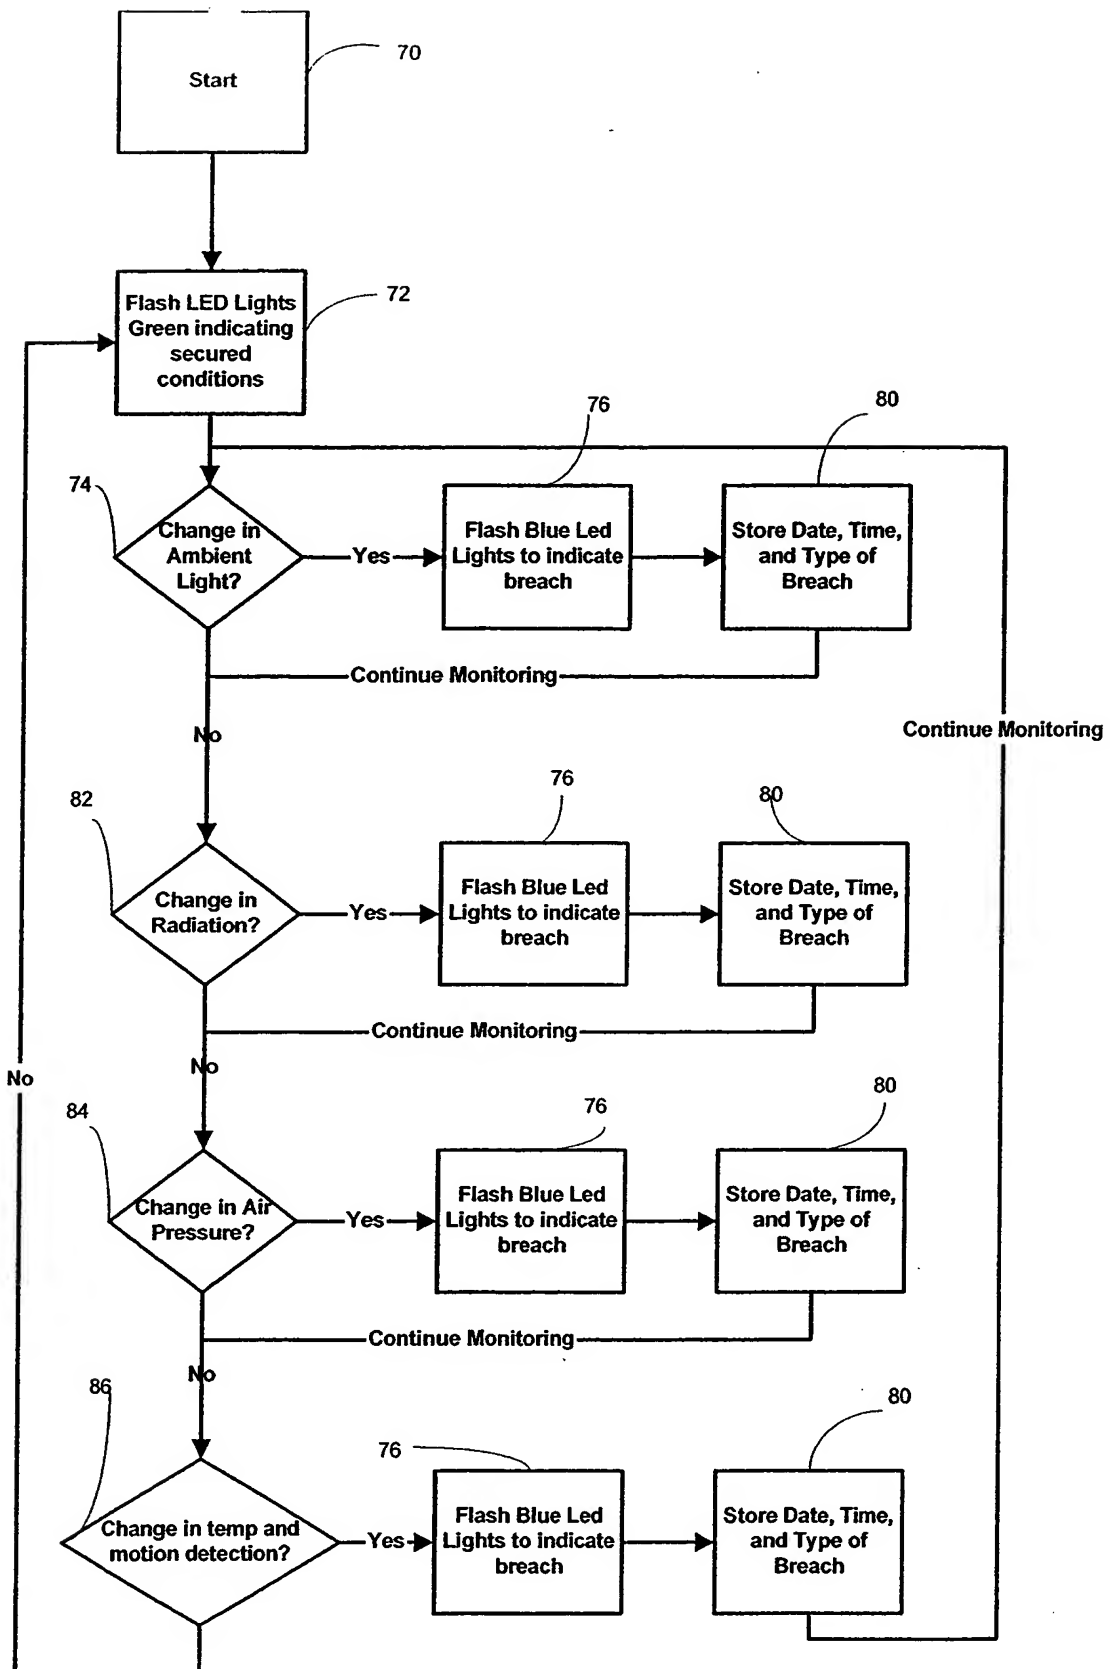 Start
70
Flash LED Lights
Green indicating
secured
conditions
72
76
80
74
Change in
Ambient
Light?
Yes
Flash Blue Led
Lights to indicate
breach
Store Date, Time,
and Type of
Breach
Continue Monitoring
No
Continue Monitoring
82
76
80
Change in
Radiation?
Yes
Flash Blue Led
Lights to indicate
breach
Store Date, Time,
and Type of
Breach
Continue Monitoring
No
No
84
76
80
Change in Air
Pressure?
Yes
Flash Blue Led
Lights to indicate
breach
Store Date, Time,
and Type of
Breach
Continue Monitoring
No
86
76
80
Change in temp and
motion detection?
Yes
Flash Blue Led
Lights to indicate
breach
Store Date, Time,
and Type of
Breach